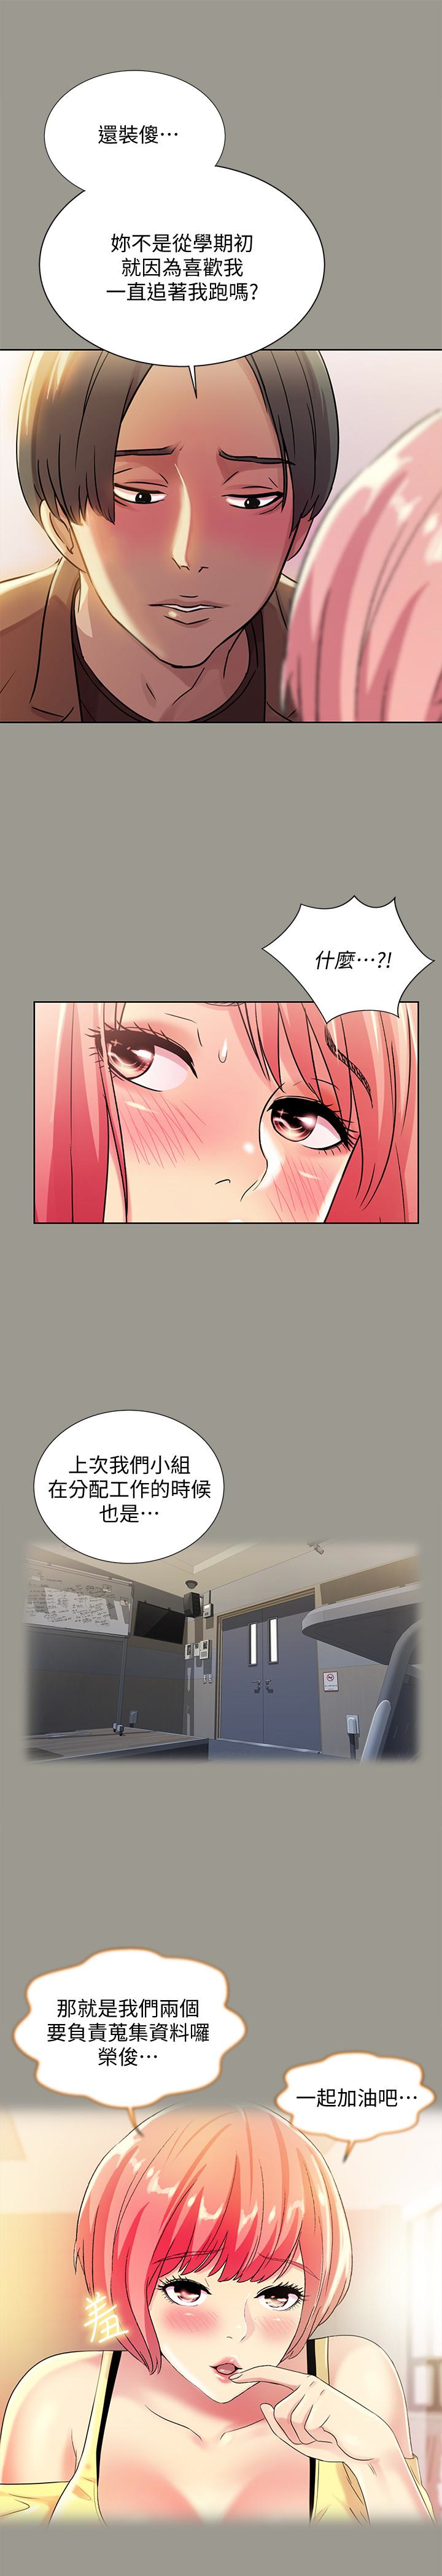 還裝傻⋯
妳不是從學期初
就因為喜歡我
一直追著我跑嗎?
什麼⋯?!
上次我們小組
在分配工作的時候
也是⋯
那就是我們兩個
要負責蒐集資料囉
榮俊⋯
一起加油吧⋯
羞